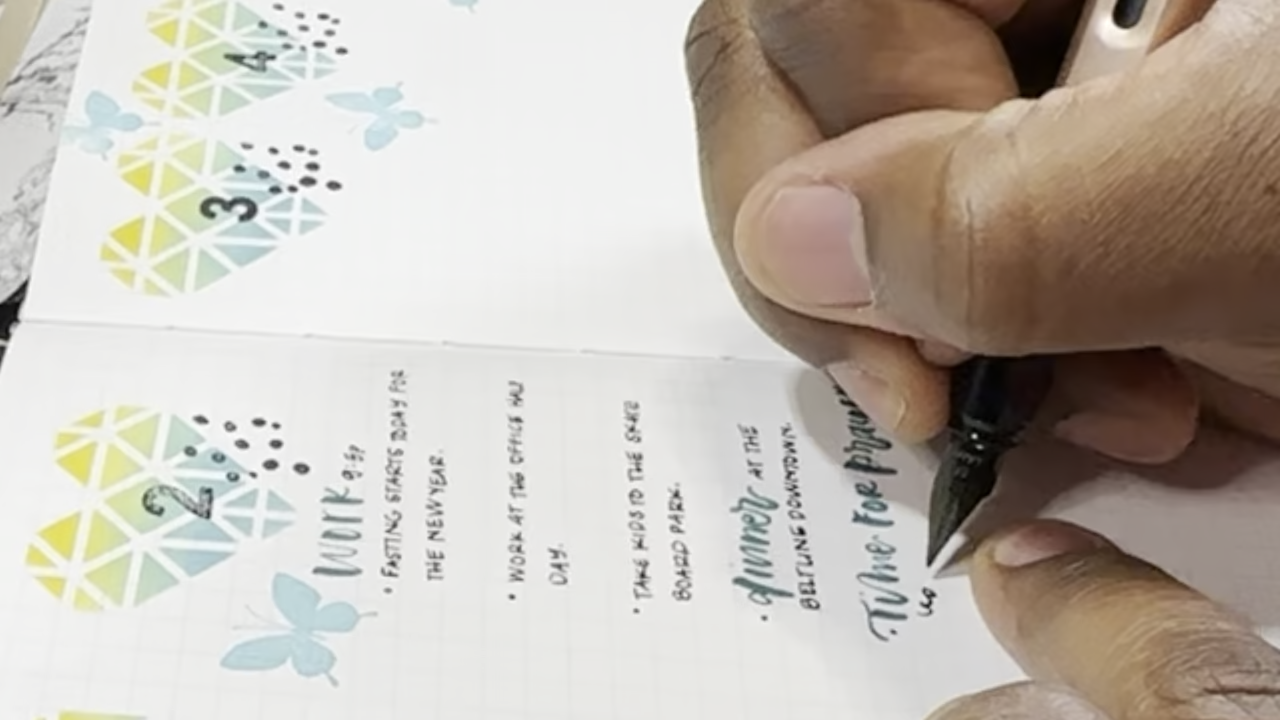 4
3
2
Work 9-5p
• FASTING STARTS TODAY FOR
THE NEW YEAR.
• WORK AT THE OFFICE HALF
DAY.
• TAKE KIDS TO THE SKATE
BOARD PARK.
• dinner AT THE
BELTLINE DOWNTOWN.
• Time For